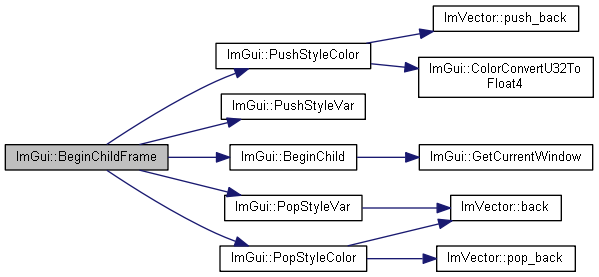 ImGui::BeginChildFrame
ImGui::PushStyleColor
ImVector::push_back
ImGui::ColorConvertU32To
Float4
ImGui::PushStyleVar
ImGui::BeginChild
ImGui::GetCurrentWindow
ImGui::PopStyleVar
ImVector::back
ImGui::PopStyleColor
ImVector::pop_back